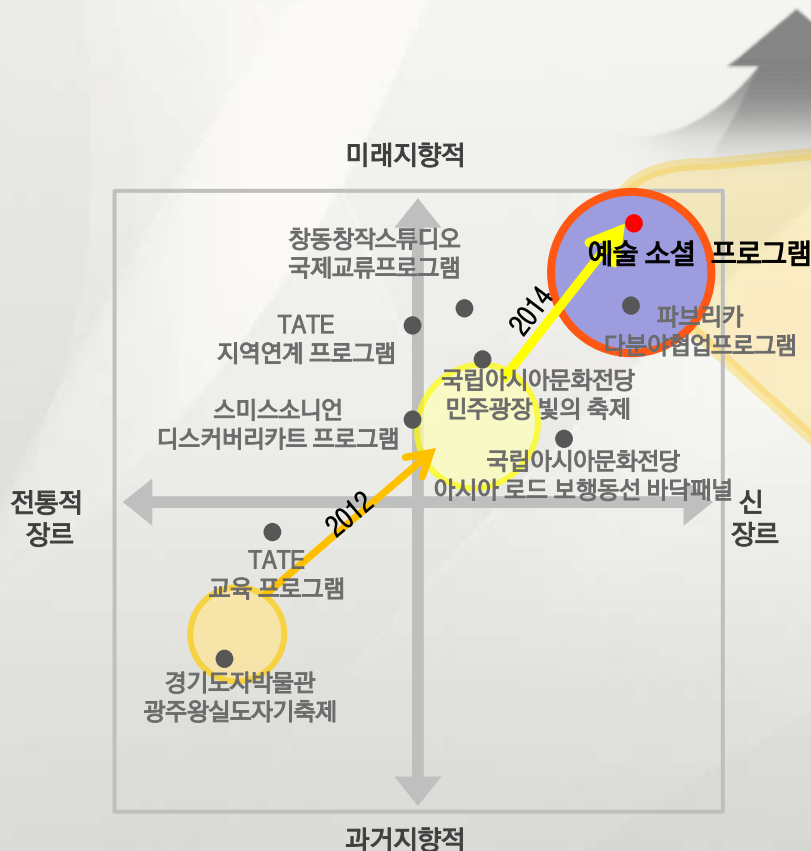 미래지향적
창동창작스튜디오
국제교류프로그램
예술 소셜 프로그램
2014
TATE
지역연계 프로그램
파브리카
다분야협업프로그램
국립아시아문화전당
민주광장 빛의 축제
스미스소니언
디스커버리카트 프로그램
국립아시아문화전당
아시아 로드 보행동선 바닥패널
전통적
장르
2012
신
장르
TATE
교육 프로그램
경기도자박물관
광주왕실도자기축제
과거지향적